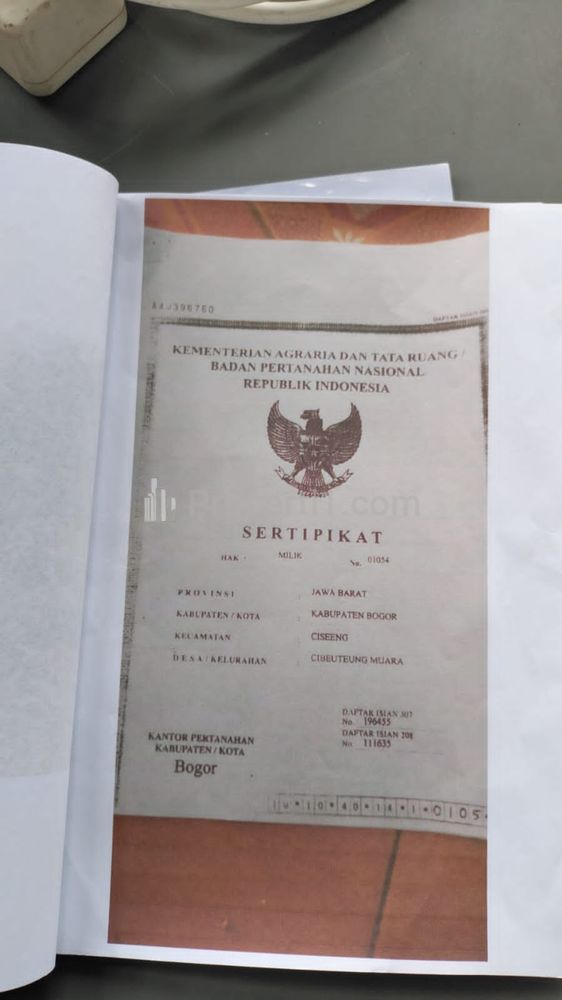 AAJ396760
DAFTAR ISIAN
KEMENTERIAN AGRARIA DAN TATA RUANG /
BADAN PERTANAHAN NASIONAL
REPUBLIK INDONESIA
SERTIPIKAT
HAK : MILIK No. 01054
PROVINSI : JAWA BARAT
KABUPATEN / KOTA : KABUPATEN BOGOR
KECAMATAN : CISEENG
DESA / KELURAHAN : CIBEUTEUNG MUARA
DAFTAR ISIAN 307
No. 196455
DAFTAR ISIAN 208
No. 111635
KANTOR PERTANAHAN
KABUPATEN / KOTA
Bogor